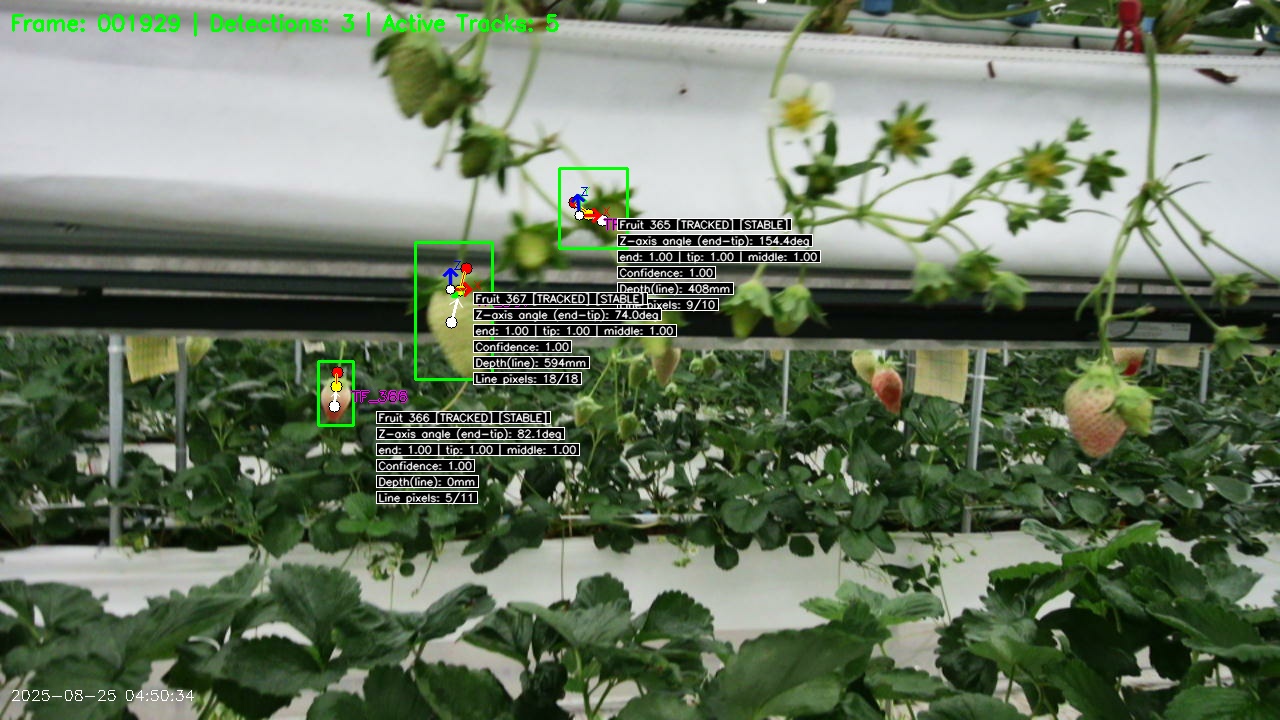 Frame: 001929 | Detections: 3 | Active Tracks: 5
Z
Fruit 365 [TRACKED] [STABLE]
Z-axis angle (end-tip): 154.4deg
end: 1.00 | tip: 1.00 | middle: 1.00
Confidence: 1.00
Depth(line): 408mm
pixels: 9/10
Z
Fruit 367 [TRACKED] [STABLE]
Z-axis angle (end-tip): 74.0deg
end: 1.00 | tip: 1.00 | middle: 1.00
Confidence: 1.00
Depth(line): 594mm
Line pixels: 18/18
TF_366
Fruit 366 [TRACKED] [STABLE]
Z-axis angle (end-tip): 82.1deg
end: 1.00 | tip: 1.00 | middle: 1.00
Confidence: 1.00
Depth(line): 0mm
Line pixels: 5/11
2025-08-25 04:50:34